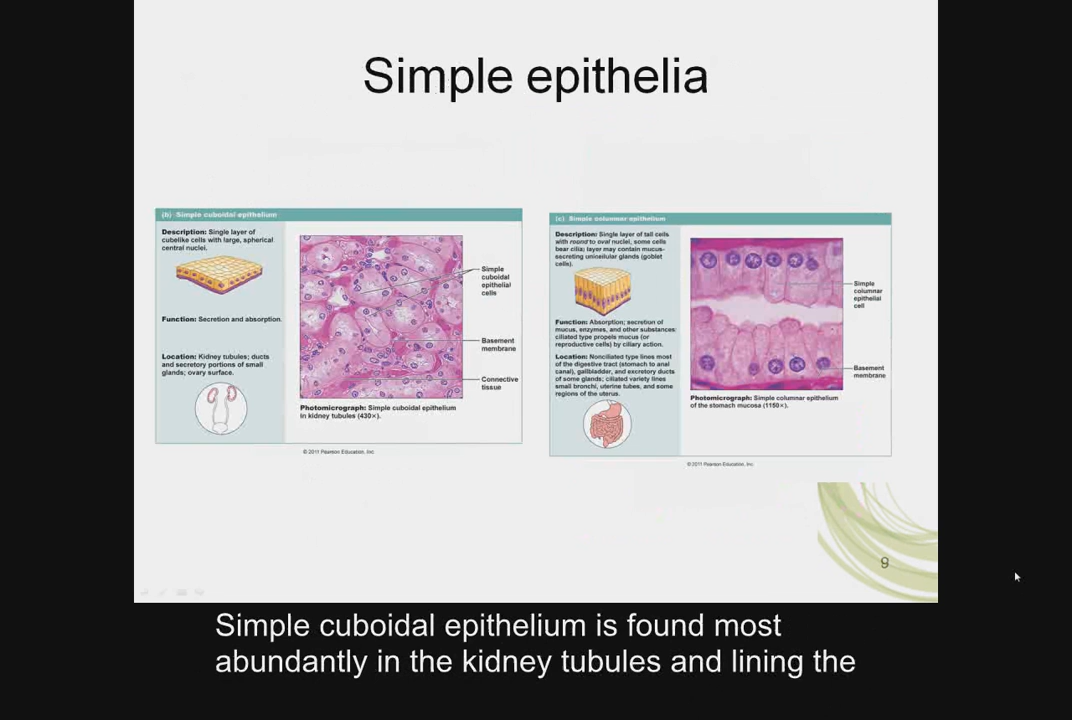 Simple epithelia
(b) Simple cuboidal epithelium
Description: Single layer of
cubelike cells with large, spherical
central nuclei.
Function: Secretion and absorption.
Location: Kidney tubules; ducts
and secretory portions of small
glands; ovary surface.
Simple
cuboidal
epithelial
cells
Basement
membrane
Connective
tissue
Photomicrograph: Simple cuboidal epithelium
in kidney tubules (430×).
© 2011 Pearson Education, Inc.
(c) Simple columnar epithelium
Description: Single layer of tall cells
with round to oval nuclei, some cells
bear cilia; layer may contain mucus-
secreting unicellular glands (goblet
cells).
Function: Absorption; secretion of
mucus, enzymes, and other substances;
ciliated type propels mucus (or
reproductive cells) by ciliary action.
Location: Nonciliated type lines most
of the digestive tract (stomach to anal
canal), gallbladder, and excretory ducts
of some glands; ciliated variety lines
small bronchi, uterine tubes, and some
regions of the uterus.
Simple
columnar
epithelial
cell
Basement
membrane
Photomicrograph: Simple columnar epithelium
of the stomach mucosa (1150×).
© 2011 Pearson Education, Inc.
9
Simple cuboidal epithelium is found most
abundantly in the kidney tubules and lining the